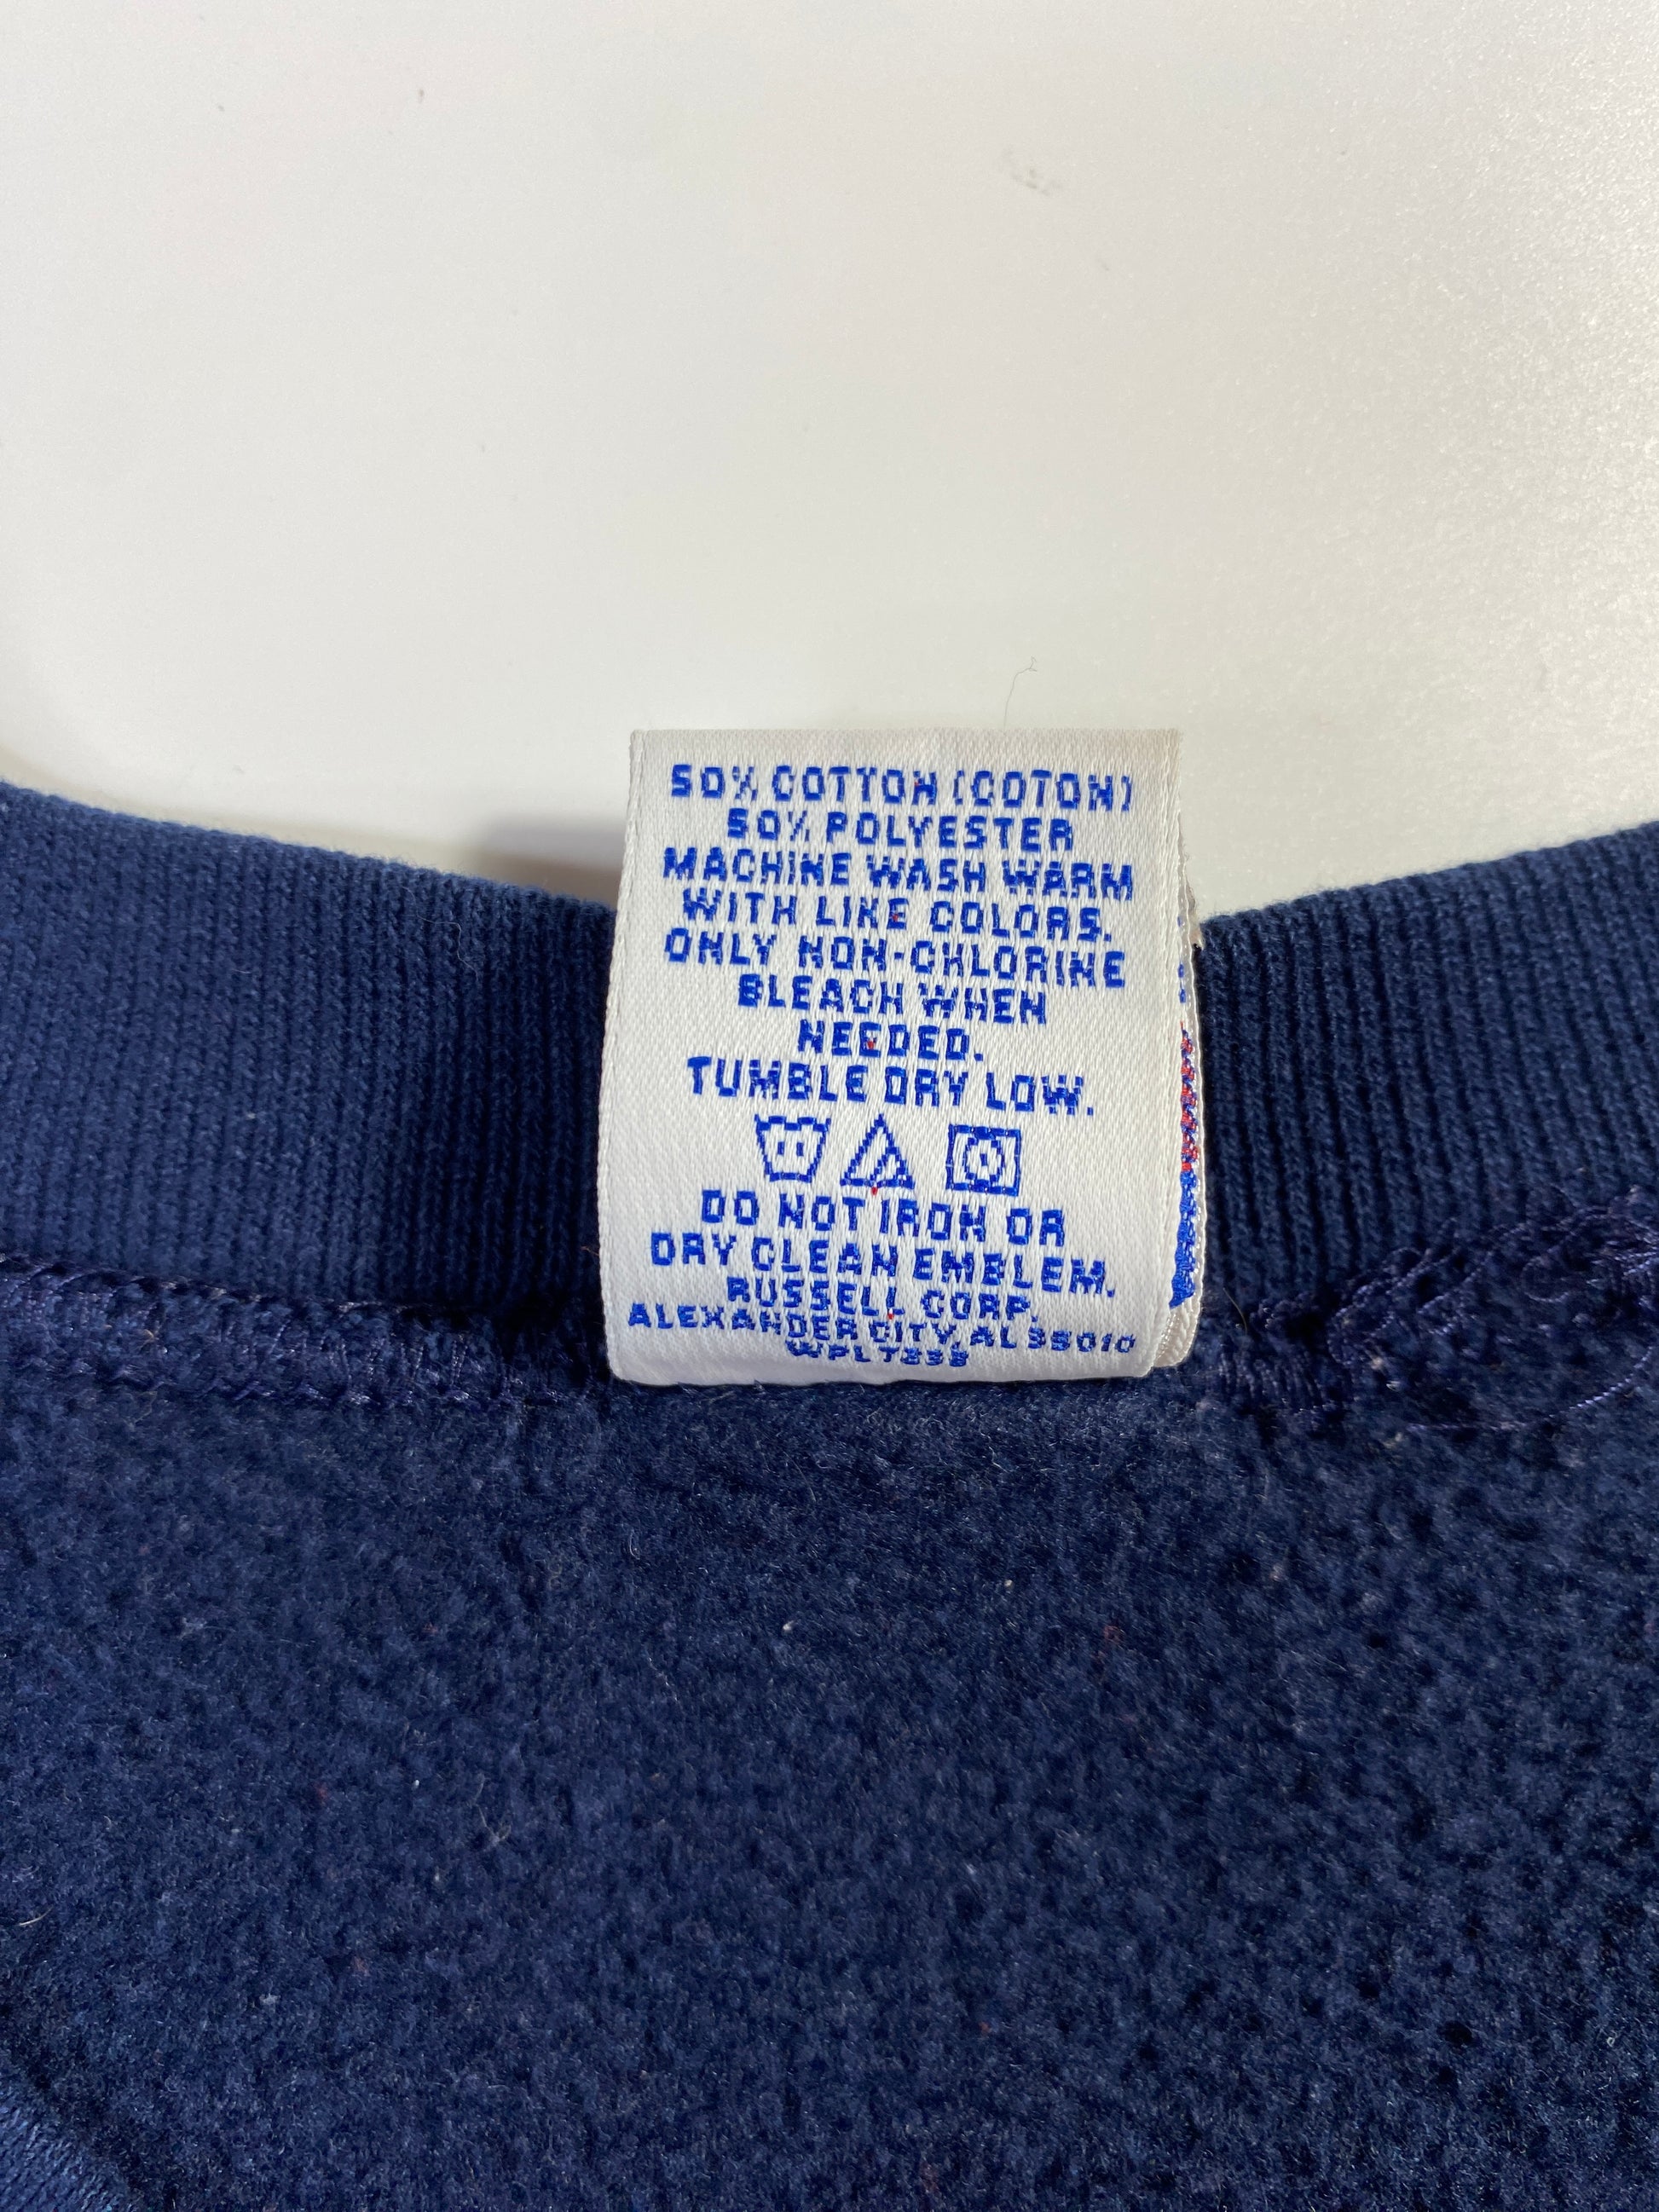 50% COTTON (COTON)
50% POLYESTER
MACHINE WASH WARM
WITH LIKE COLORS.
ONLY NON-CHLORINE
BLEACH WHEN
NEEDED.
TUMBLE DRY LOW.
DO NOT IRON OR
DRY CLEAN EMBLEM.
RUSSELL CORP.
ALEXANDER CITY, AL 35010
WPL 7338